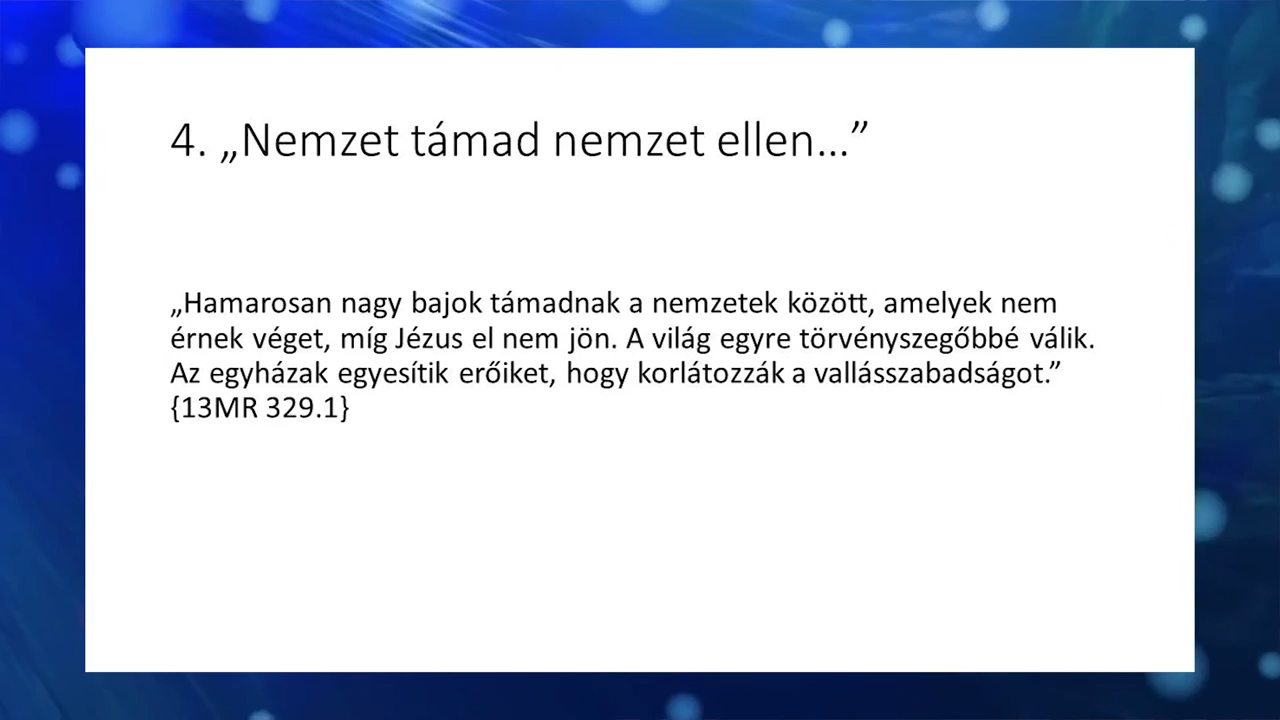 4. „Nemzet támad nemzet ellen…”
„Hamarosan nagy bajok támadnak a nemzetek között, amelyek nem
érnek véget, míg Jézus el nem jön. A világ egyre törvényszegőbbé válik.
Az egyházak egyesítik erőiket, hogy korlátozzák a vallásszabadságot.”
{13MR 329.1}